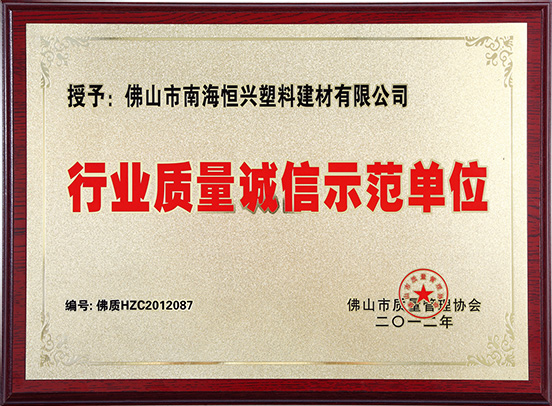 授予：佛山市南海恒兴塑料建材有限公司
行业质量诚信示范单位
编号: 佛质HZC2012087
佛山市质量管理协会
二〇一二年